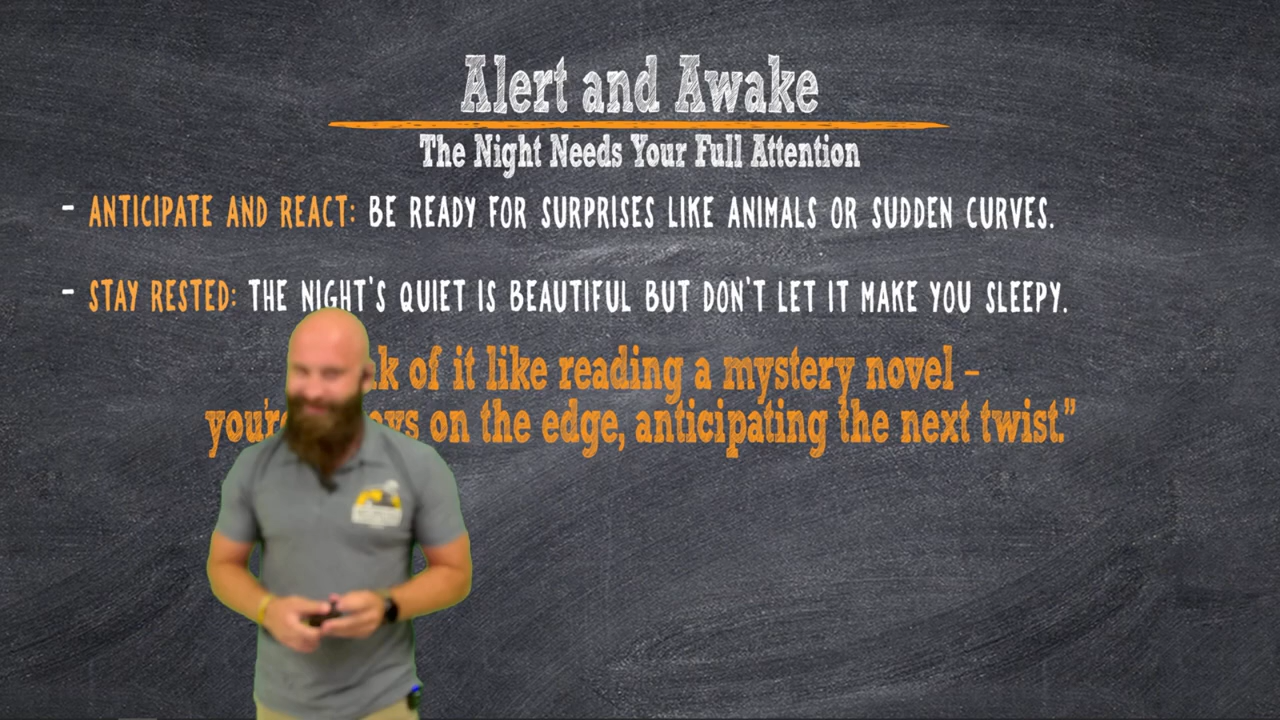 Alert and Awake
The Night Needs Your Full Attention
- ANTICIPATE AND REACT: BE READY FOR SURPRISES LIKE ANIMALS OR SUDDEN CURVES.
- STAY RESTED: THE NIGHT'S QUIET IS BEAUTIFUL BUT DON'T LET IT MAKE YOU SLEEPY.
of it like reading a mystery novel –
on the edge, anticipating the next twist.”